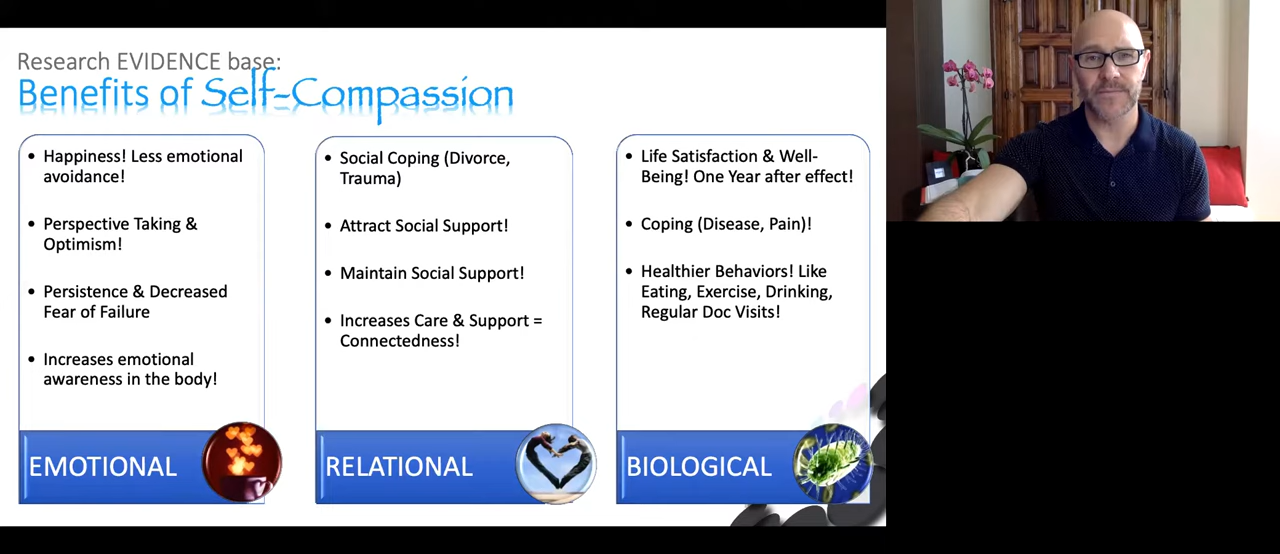 Research EVIDENCE base:
Benefits of Self-Compassion
• Happiness! Less emotional
avoidance!
• Perspective Taking &
Optimism!
• Persistence & Decreased
Fear of Failure
• Increases emotional
awareness in the body!
EMOTIONAL
• Social Coping (Divorce,
Trauma)
• Attract Social Support!
• Maintain Social Support!
• Increases Care & Support =
Connectedness!
RELATIONAL
• Life Satisfaction & Well-
Being! One Year after effect!
• Coping (Disease, Pain)!
• Healthier Behaviors! Like
Eating, Exercise, Drinking,
Regular Doc Visits!
BIOLOGICAL